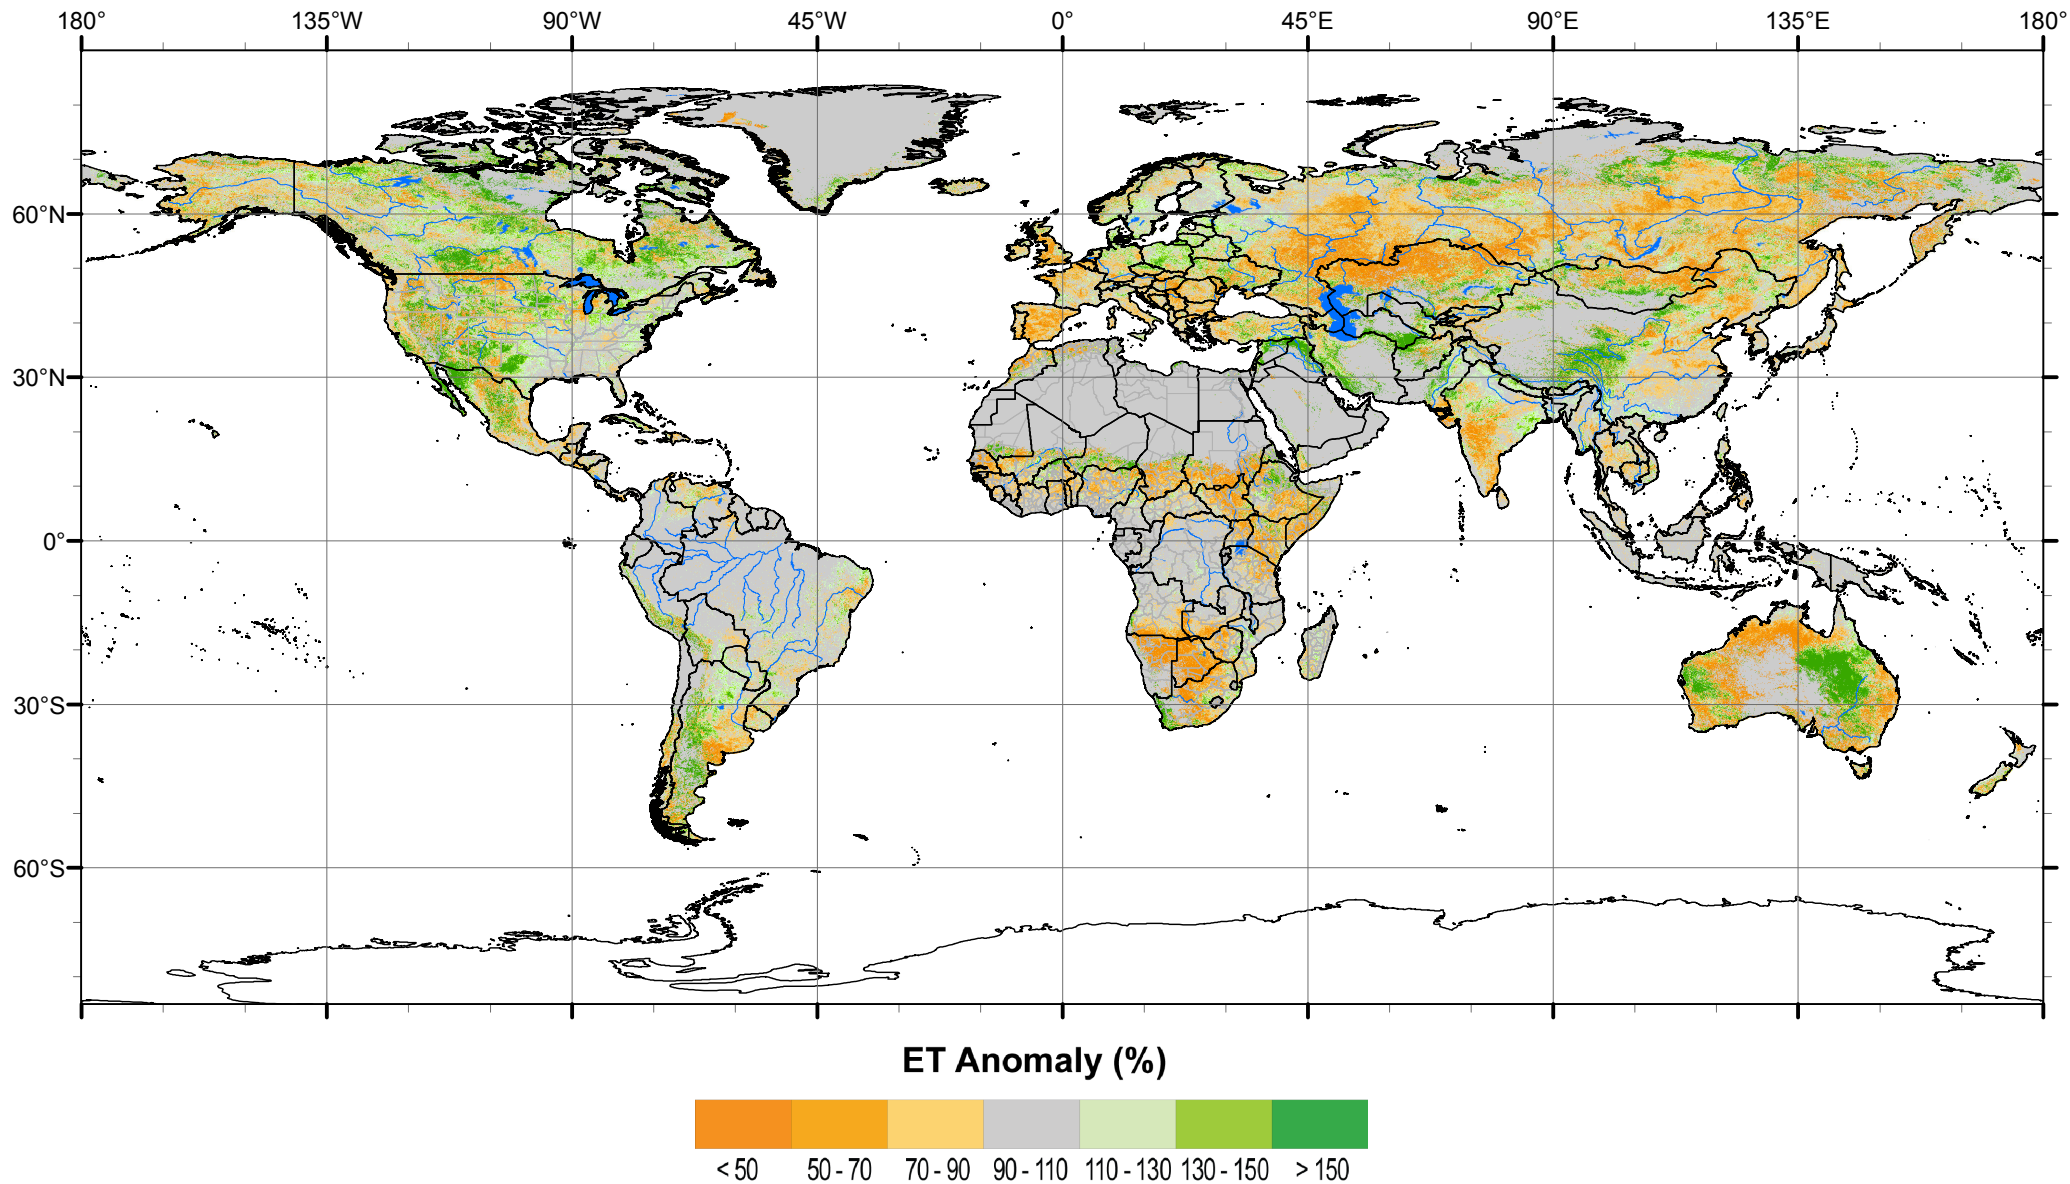 180° 135°W 90°W 45°W 0° 45°E 90°E 135°E 180°
60°N
30°N
0°
30°S
60°S
ET Anomaly (%)
< 50 50 - 70 70 - 90 90 - 110 110 - 130 130 - 150 > 150